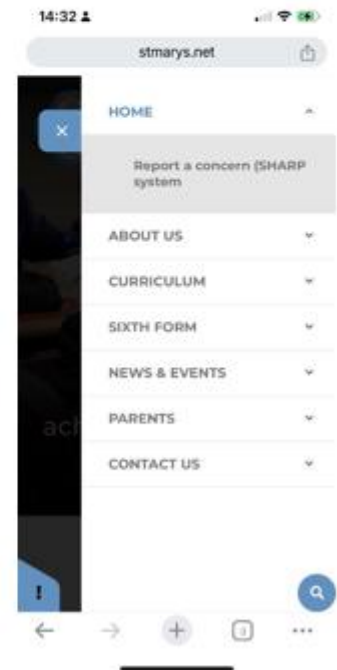 14:32
stmarys.net
HOME
Report a concern (SHARP
system
ABOUT US
CURRICULUM
SIXTH FORM
NEWS & EVENTS
ach
PARENTS
CONTACT US
!